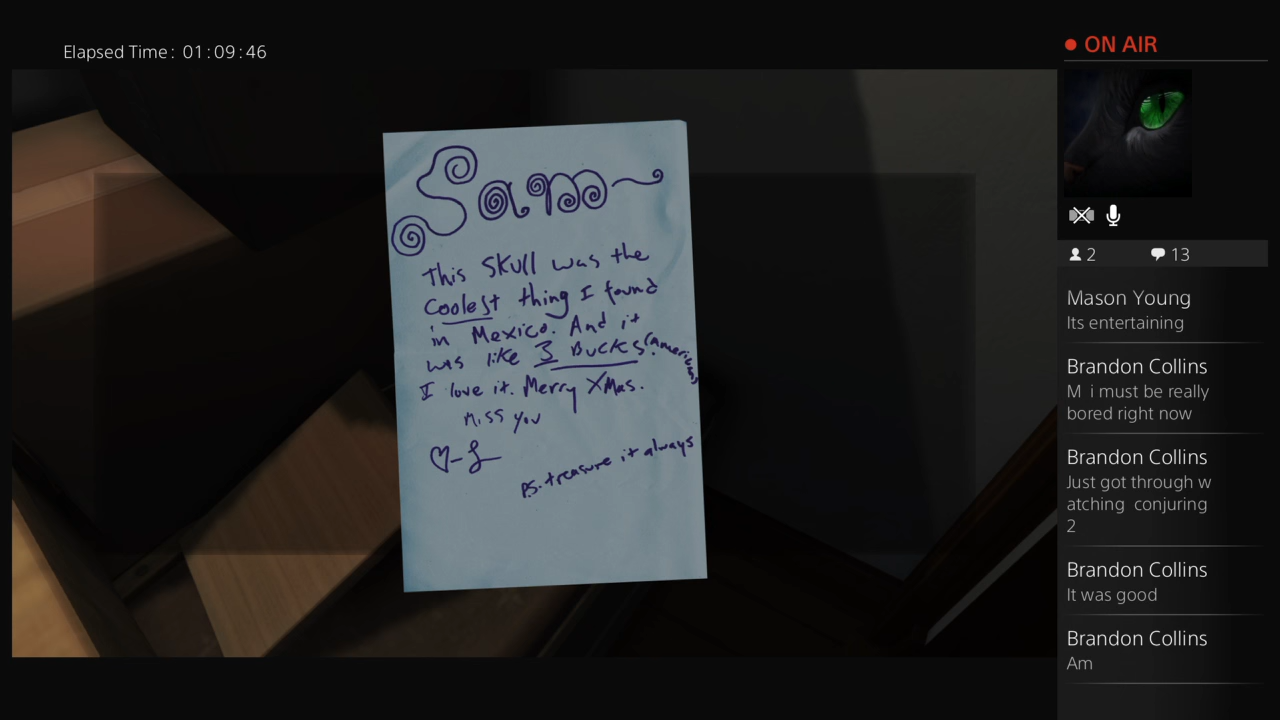 Elapsed Time: 01:09:46
ON AIR
Sam
This Skull was the
Coolest thing I found
in Mexico. And it
was like 3 Bucks. (American)
I love it. Merry XMas.
Miss you
♡-L
P.S. treasure it always
2
13
Mason Young
Its entertaining
Brandon Collins
M i must be really
bored right now
Brandon Collins
Just got through w
atching conjuring
2
Brandon Collins
It was good
Brandon Collins
Am